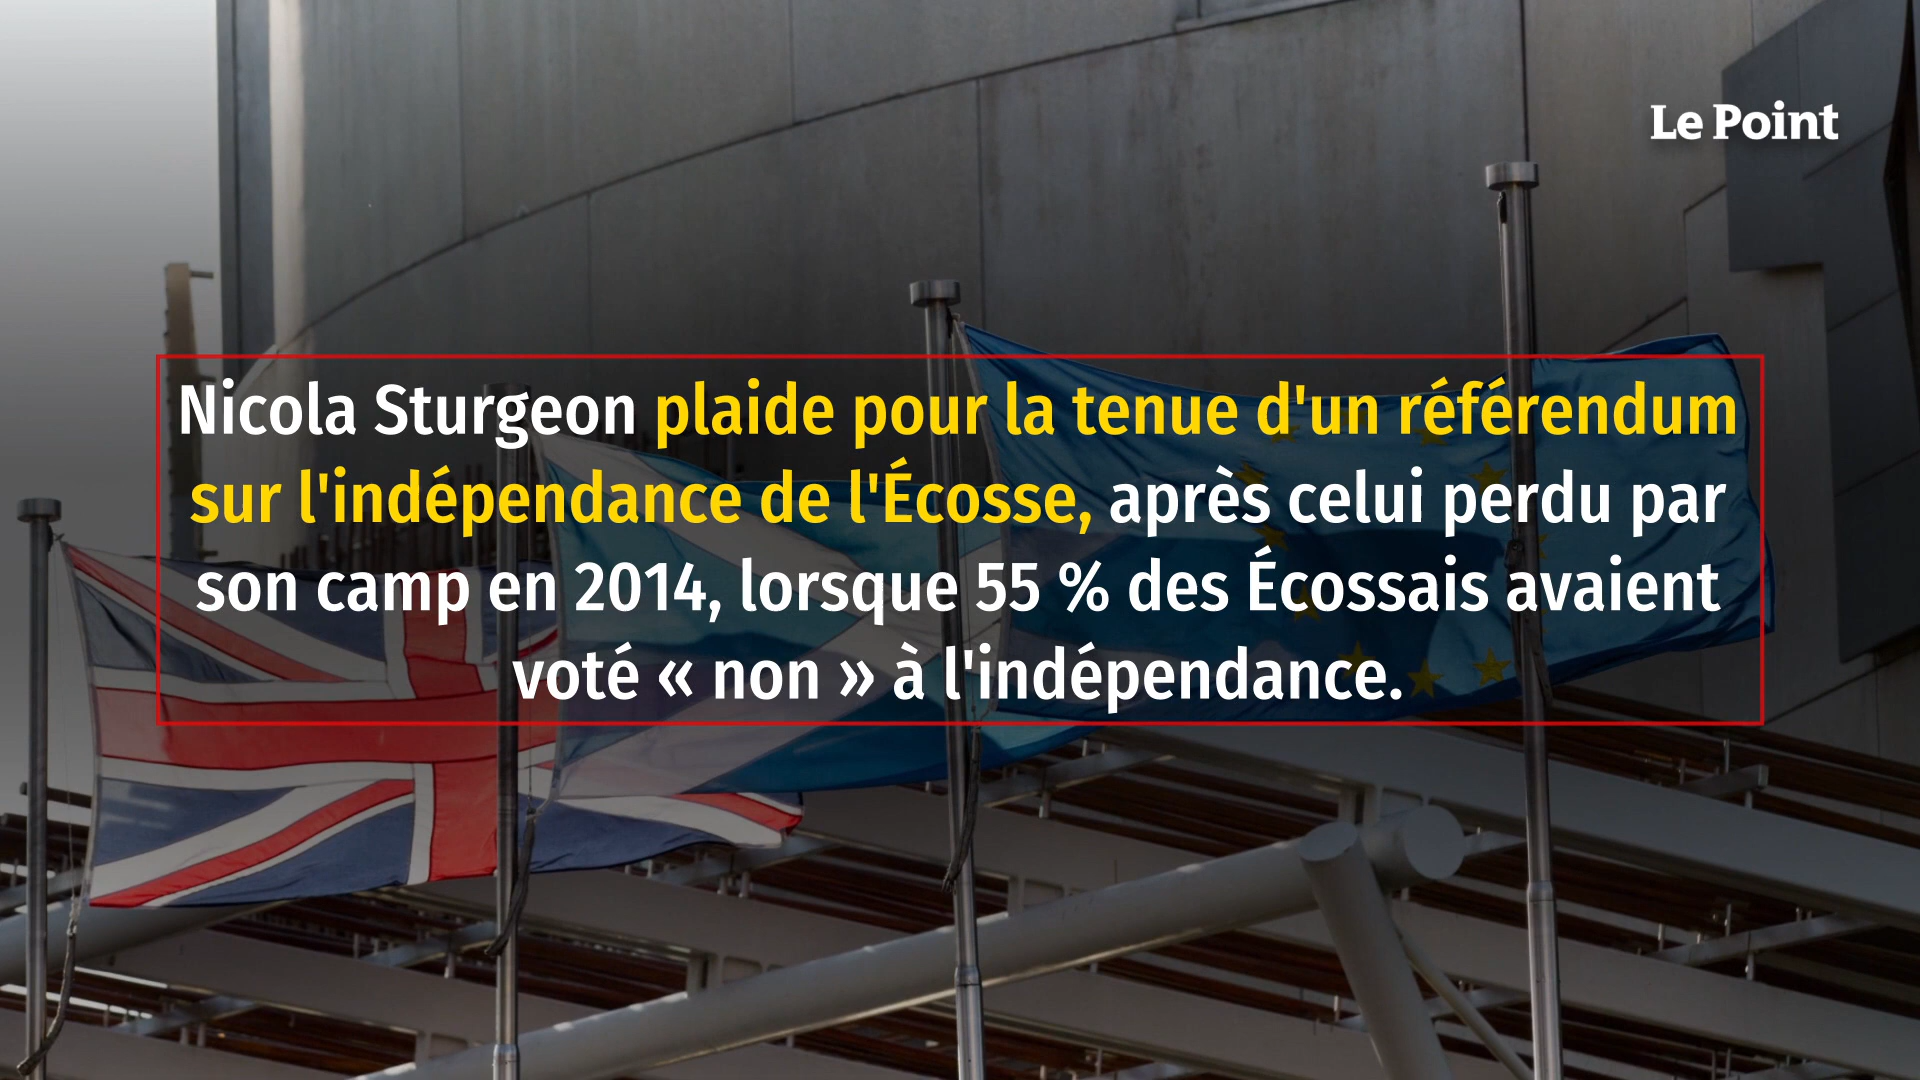 Le Point
Nicola Sturgeon plaide pour la tenue d'un référendum
sur l'indépendance de l'Écosse, après celui perdu par
son camp en 2014, lorsque 55 % des Écossais avaient
voté « non » à l'indépendance.